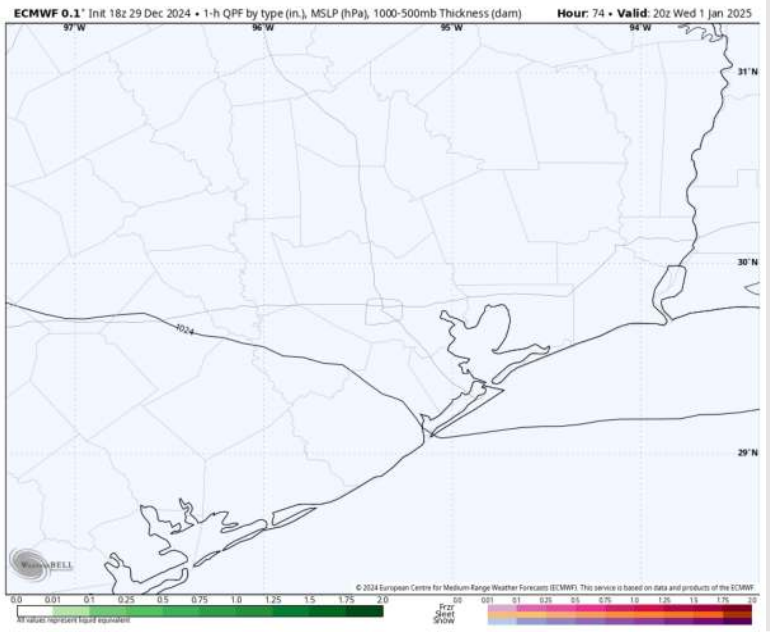 ECMWF 0.1° Init 18z 29 Dec 2024 • 1-h QPF by type (in.), MSLP (hPa), 1000-500mb Thickness (dam) Hour: 74 • Valid: 20z Wed 1 Jan 2025
97°W 96°W 95°W 94°W
31°N
30°N
1024
29°N
WeatherBELL
© 2024 European Centre for Medium-Range Weather Forecasts (ECMWF). This service is based on data and products of the ECMWF
0.0 0.01 0.1 0.25 0.5 0.75 1.0 1.25 1.5 1.75 2.0
All values represent liquid equivalent
0.0 0.01 0.1 0.25 0.5 0.75 1.0 1.25 1.5 1.75 2.0
Frzr
Sleet
Snow